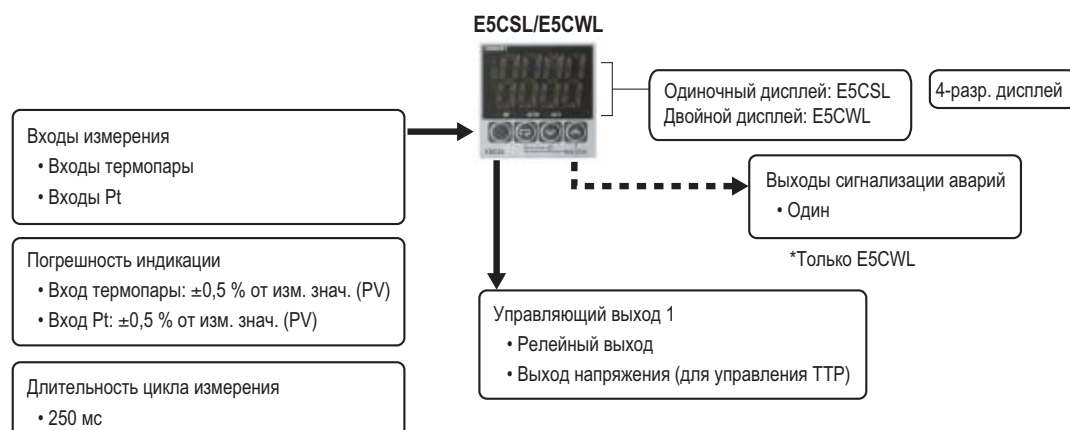 E5CSL/E5CWL
Одиночный дисплей: E5CSL
Двойной дисплей: E5CWL
4-разр. дисплей
Входы измерения
• Входы термопары
• Входы Pt
Выходы сигнализации аварий
• Один
*Только E5CWL
Погрешность индикации
• Вход термопары: ±0,5 % от изм. знач. (PV)
• Вход Pt: ±0,5 % от изм. знач. (PV)
Управляющий выход 1
• Релейный выход
• Выход напряжения (для управления ТТР)
Длительность цикла измерения
• 250 мс